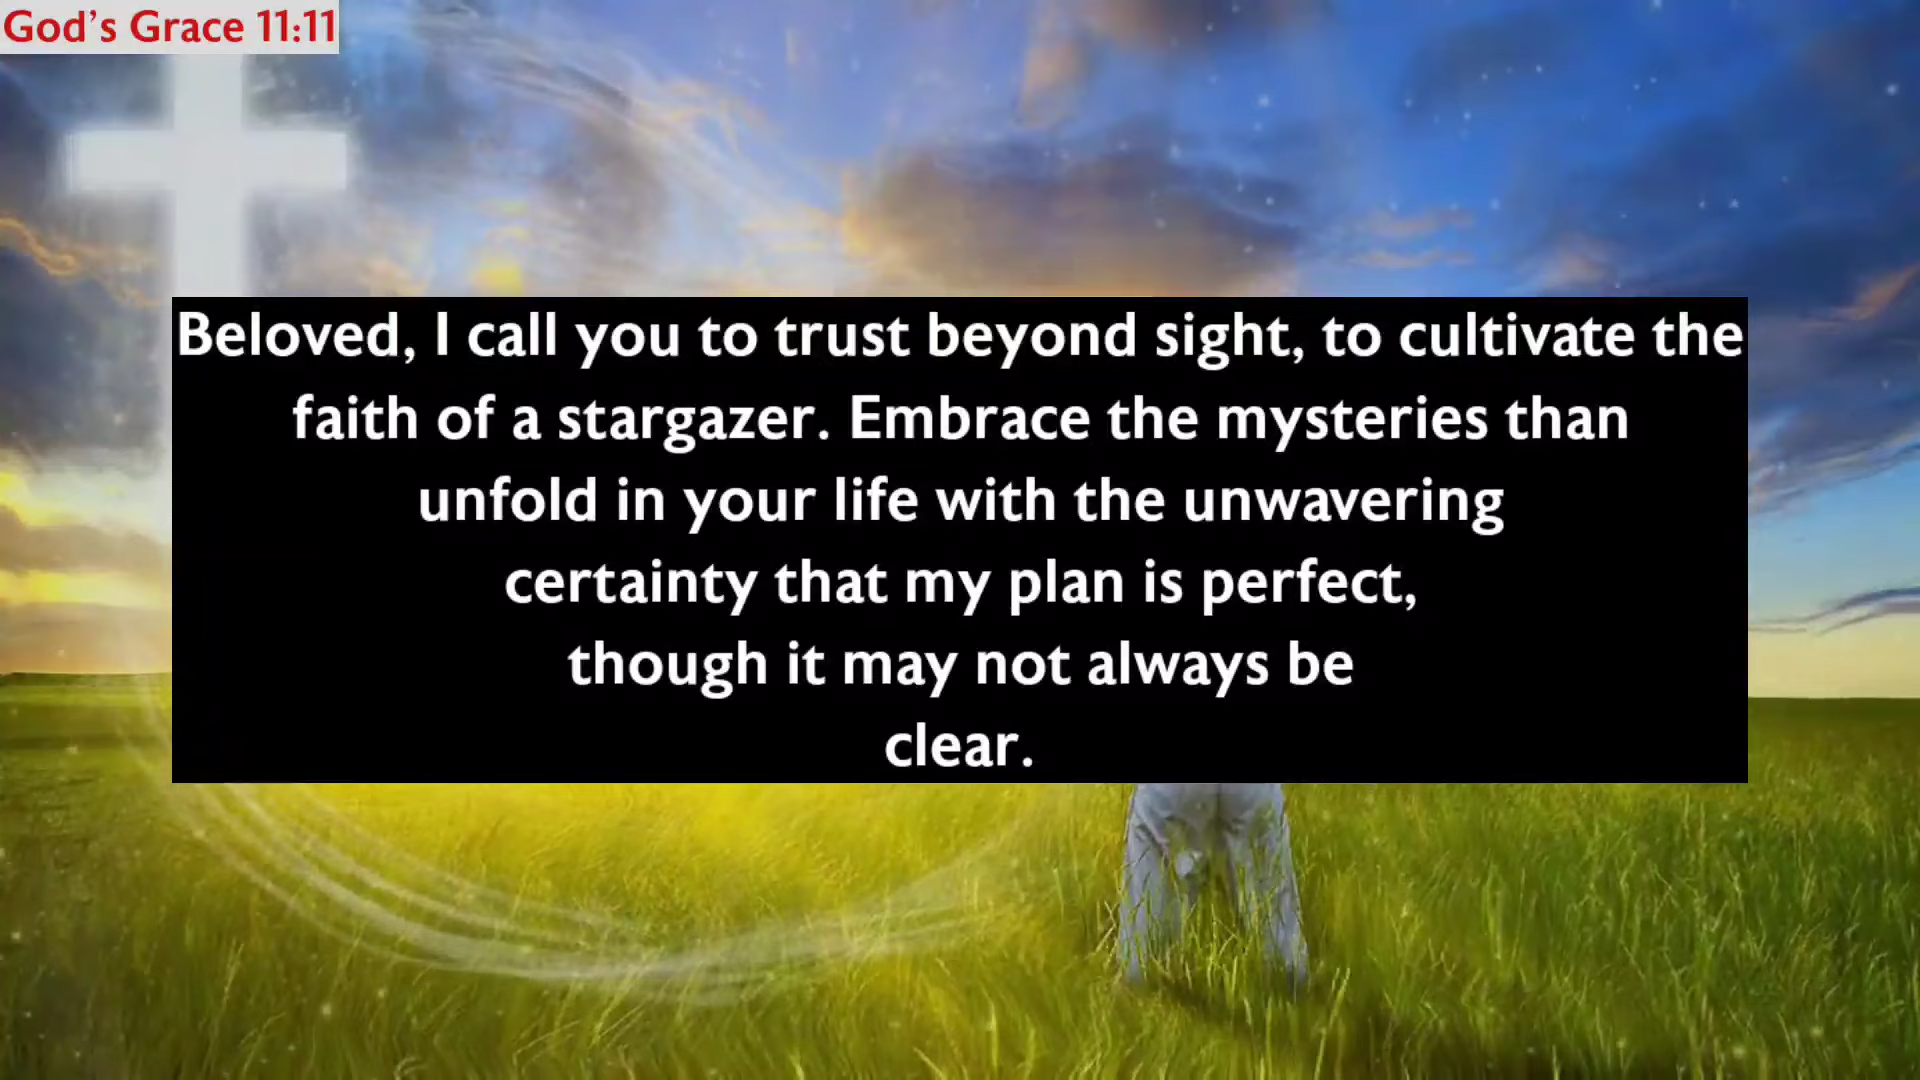 God's Grace 11:11
Beloved, I call you to trust beyond sight, to cultivate the
faith of a stargazer. Embrace the mysteries than
unfold in your life with the unwavering
certainty that my plan is perfect,
though it may not always be
clear.